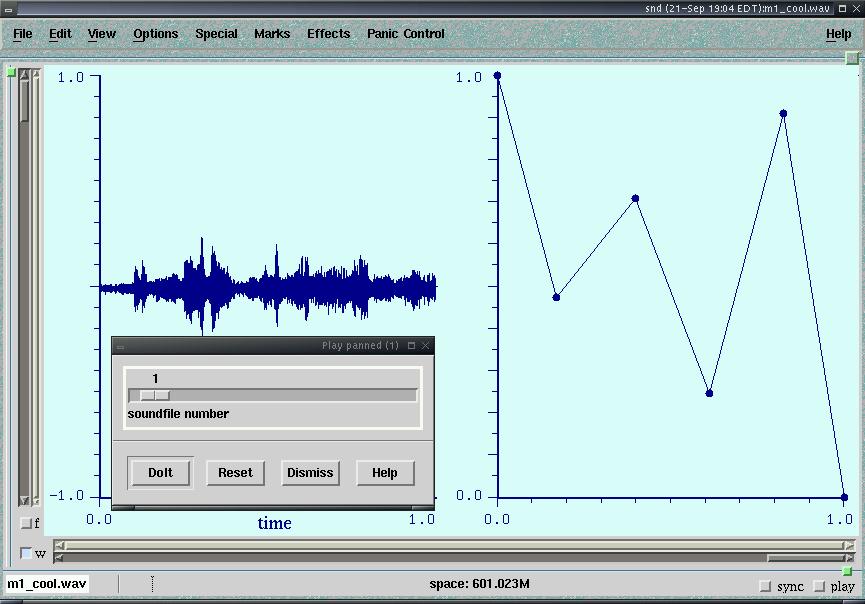 snd (21-Sep 19:04 EDT):m1_cool.wav
File Edit View Options Special Marks Effects Panic Control Help
1.0 1.0
Play panned (1)
1
soundfile number
DoIt Reset Dismiss Help
-1.0 0.0
0.0 time 1.0 0.0 1.0
f
w
m1_cool.wav space: 601.023M sync play